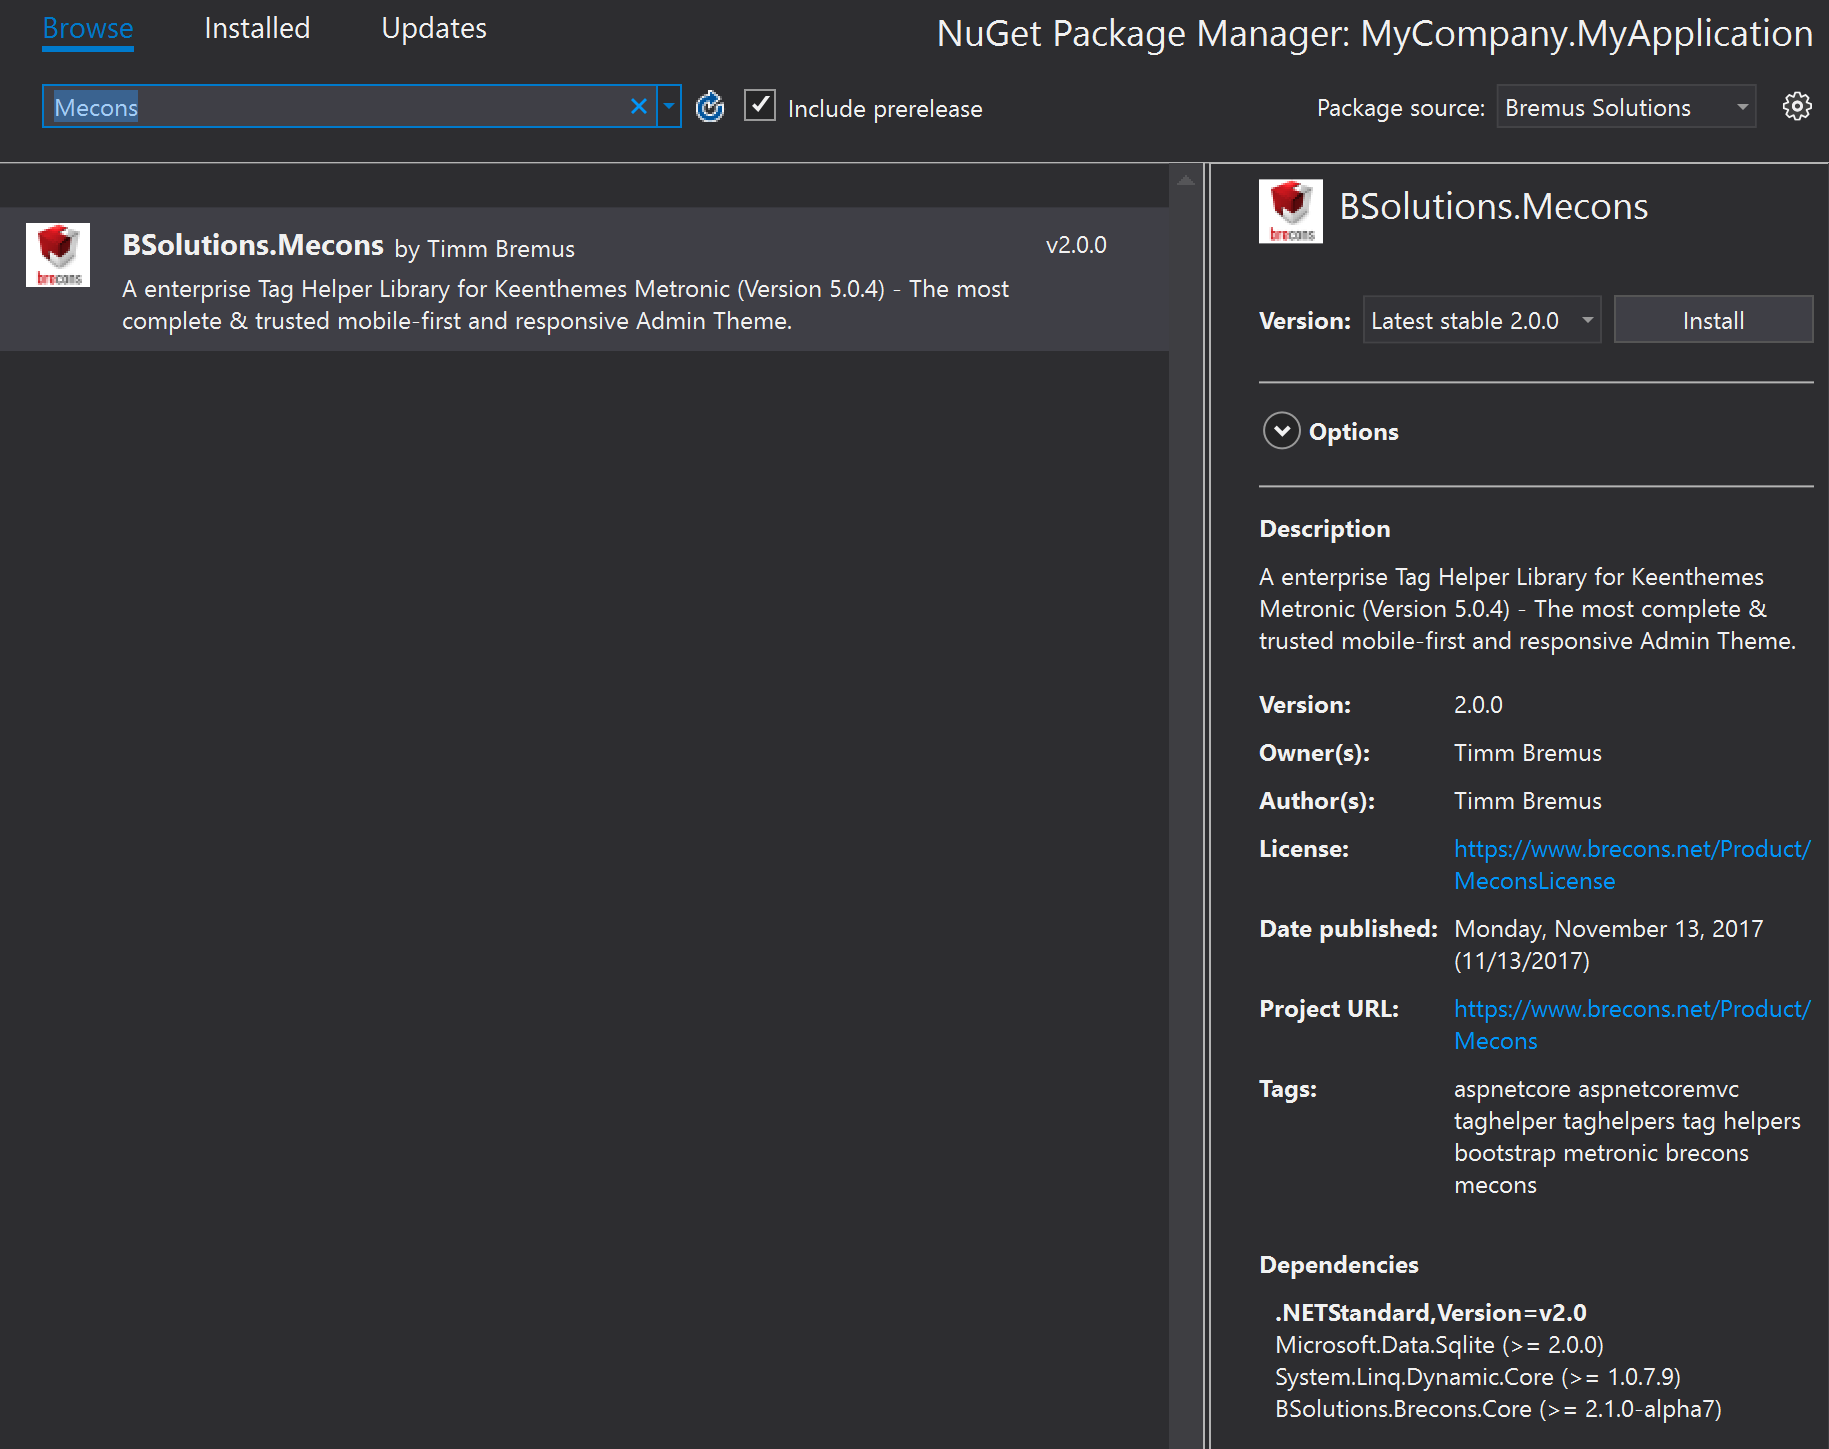 Browse Installed Updates NuGet Package Manager: MyCompany.MyApplication
Mecons Include prerelease Package source: Bremus Solutions
brecons BSolutions.Mecons by Timm Bremus v2.0.0
A enterprise Tag Helper Library for Keenthemes Metronic (Version 5.0.4) - The most
complete & trusted mobile-first and responsive Admin Theme.
brecons BSolutions.Mecons
Version: Latest stable 2.0.0 Install
Options
Description
A enterprise Tag Helper Library for Keenthemes
Metronic (Version 5.0.4) - The most complete &
trusted mobile-first and responsive Admin Theme.
Version: 2.0.0
Owner(s): Timm Bremus
Author(s): Timm Bremus
License: https://www.brecons.net/Product/
MeconsLicense
Date published: Monday, November 13, 2017
(11/13/2017)
Project URL: https://www.brecons.net/Product/
Mecons
Tags: aspnetcore aspnetcoremvc
taghelper taghelpers tag helpers
bootstrap metronic brecons
mecons
Dependencies
.NETStandard,Version=v2.0
Microsoft.Data.Sqlite (>= 2.0.0)
System.Linq.Dynamic.Core (>= 1.0.7.9)
BSolutions.Brecons.Core (>= 2.1.0-alpha7)